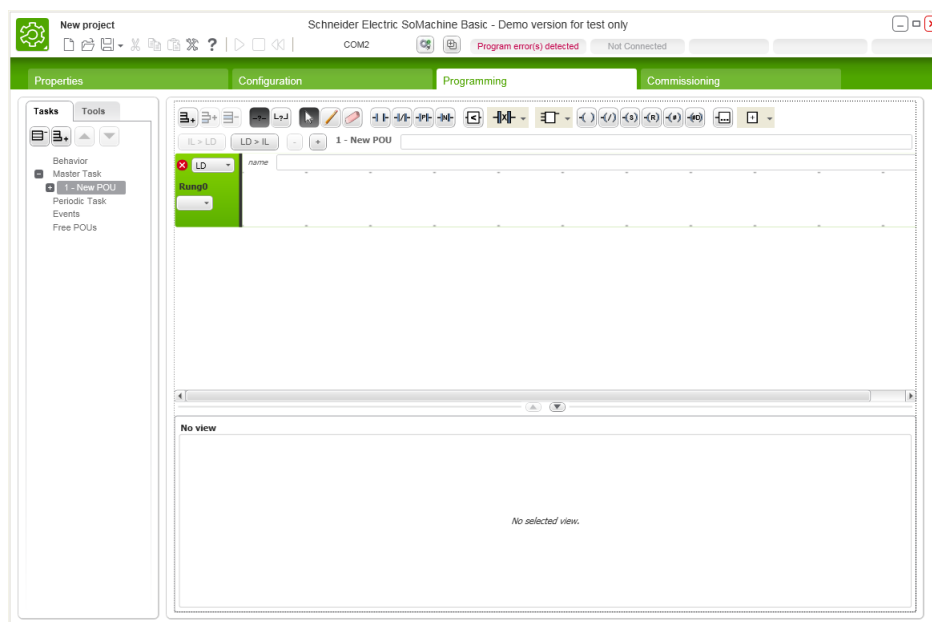 New project
Schneider Electric SoMachine Basic - Demo version for test only
COM2
Program error(s) detected
Not Connected
Properties
Configuration
Programming
Commissioning
Tasks
Tools
IL > LD
LD > IL
-
+
1 - New POU
Behavior
Master Task
1 - New POU
Periodic Task
Events
Free POUs
LD
name
Rung0
No view
No selected view.